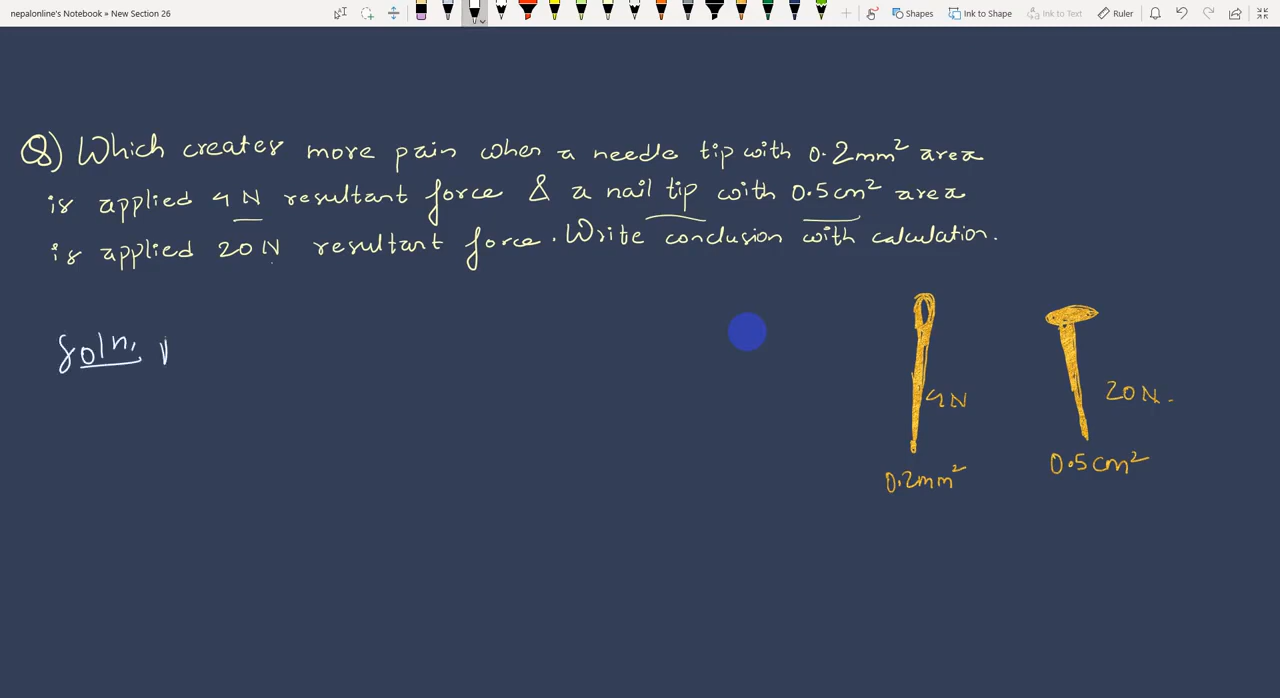 nepalonline's Notebook » New Section 26
Shapes Ink to Shape Ink to Text Ruler
Q) Which creates more pain when a needle tip with 0.2mm² area
is applied 4N resultant force & a nail tip with 0.5cm² area
is applied 20N resultant force. Write conclusion with calculation.
Soln,
4N
20N.
0.2mm²
0.5cm²